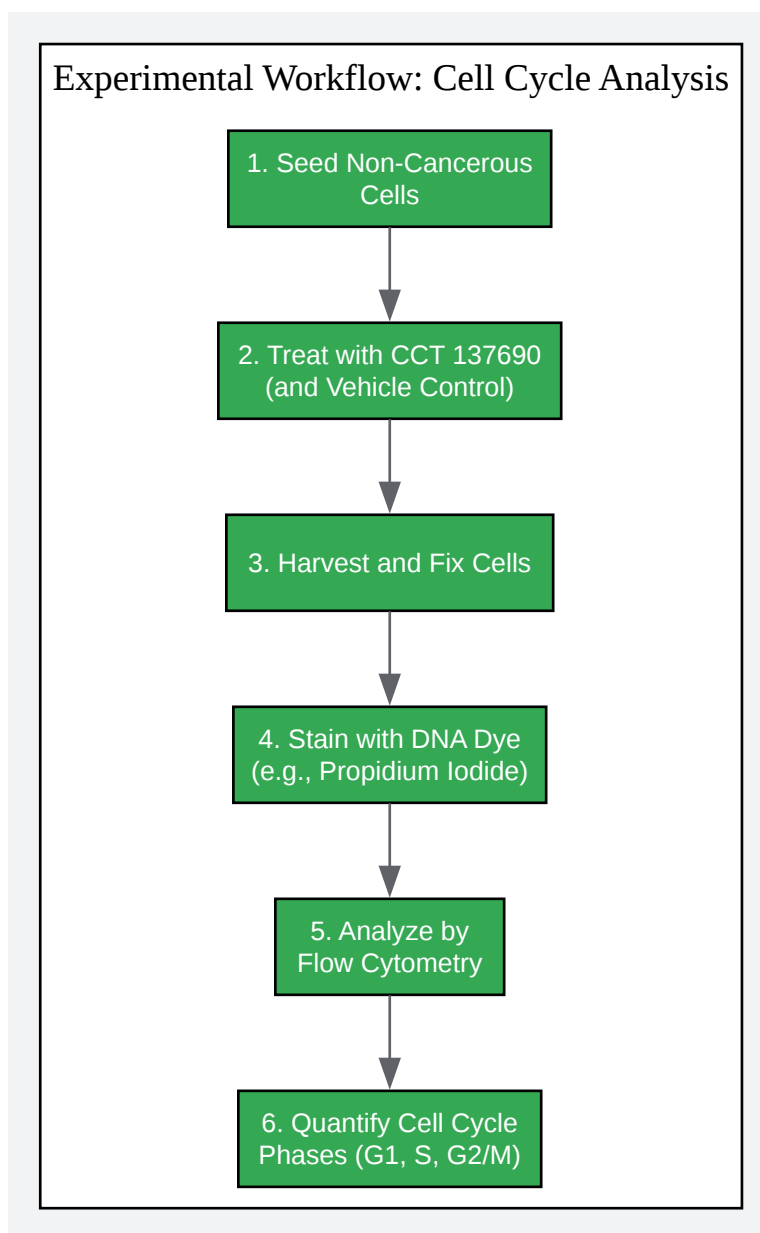 Experimental Workflow: Cell Cycle Analysis
1. Seed Non-Cancerous
Cells
2. Treat with CCT 137690
(and Vehicle Control)
3. Harvest and Fix Cells
4. Stain with DNA Dye
(e.g., Propidium Iodide)
5. Analyze by
Flow Cytometry
6. Quantify Cell Cycle
Phases (G1, S, G2/M)